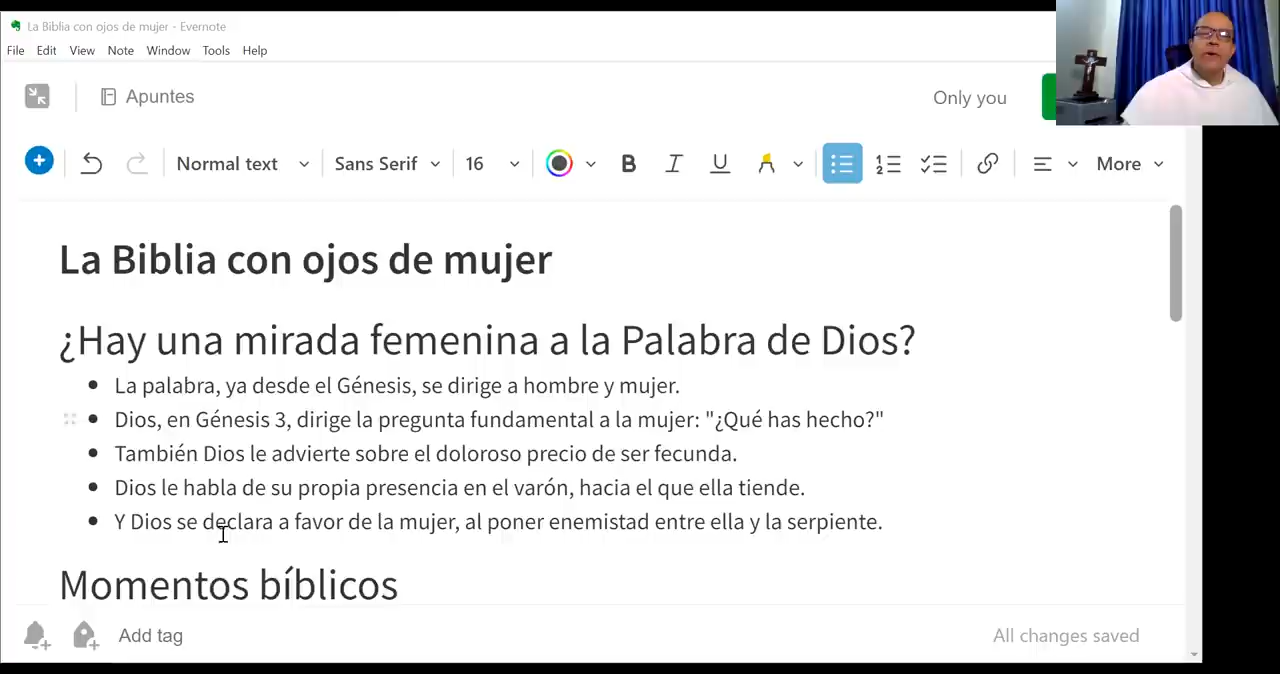 La Biblia con ojos de mujer - Evernote
File Edit View Note Window Tools Help
Apuntes Only you
Normal text Sans Serif 16 B I U A More
La Biblia con ojos de mujer
¿Hay una mirada femenina a la Palabra de Dios?
• La palabra, ya desde el Génesis, se dirige a hombre y mujer.
• Dios, en Génesis 3, dirige la pregunta fundamental a la mujer: "¿Qué has hecho?"
• También Dios le advierte sobre el doloroso precio de ser fecunda.
• Dios le habla de su propia presencia en el varón, hacia el que ella tiende.
• Y Dios se declara a favor de la mujer, al poner enemistad entre ella y la serpiente.
Momentos bíblicos
Add tag All changes saved